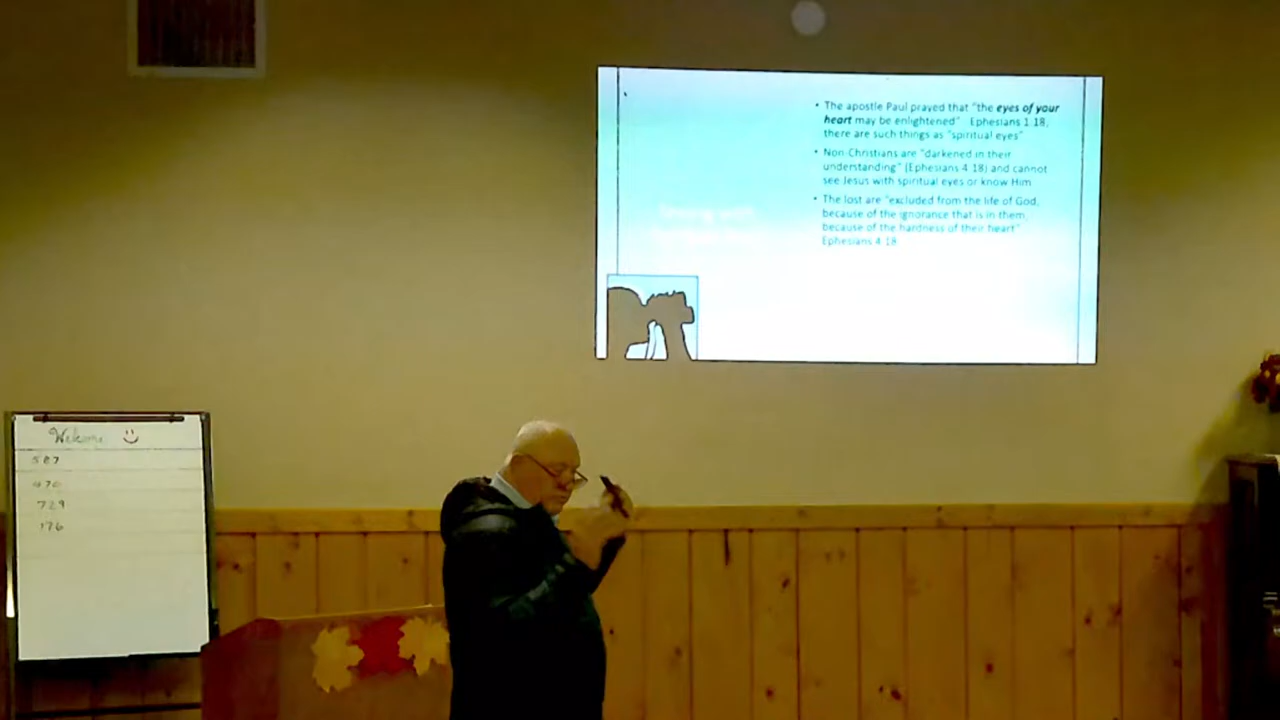 Welcome
587
470
729
176
• The apostle Paul prayed that "the eyes of your
heart may be enlightened" Ephesians 1:18,
there are such things as "spiritual eyes"
• Non-Christians are "darkened in their
understanding" (Ephesians 4:18) and cannot
see Jesus with spiritual eyes or know Him
• The lost are "excluded from the life of God,
because of the ignorance that is in them,
because of the hardness of their heart"
Ephesians 4:18